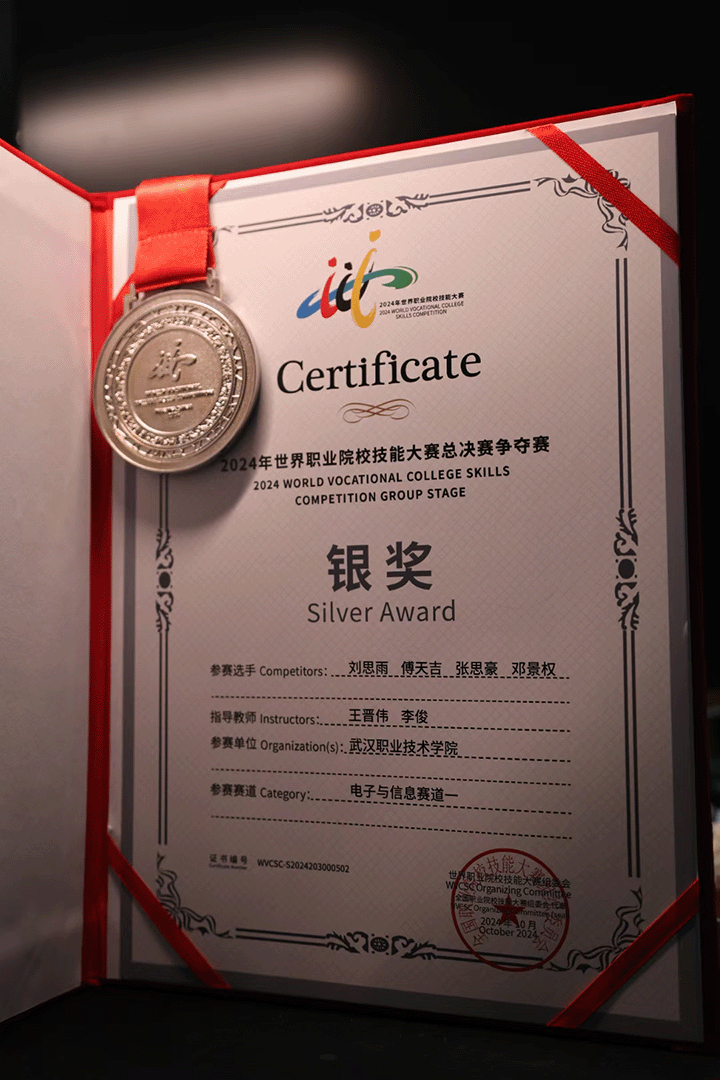 2024年世界职业院校技能大赛
2024 WORLD VOCATIONAL COLLEGE
SKILLS COMPETITION
Certificate
2024年世界职业院校技能大赛总决赛争夺赛
2024 WORLD VOCATIONAL COLLEGE SKILLS
COMPETITION GROUP STAGE
银奖
Silver Award
参赛选手 Competitors: 刘思雨 傅天吉 张思豪 邓景权
指导教师 Instructors: 王晋伟 李俊
参赛单位 Organization(s): 武汉职业技术学院
参赛赛道 Category: 电子与信息赛道一
证书编号
Certificate Number
WVCSC-S2024203000502
世界职业院校技能大赛组委会
WVCSC Organizing Committee
2024年10月
October 2024